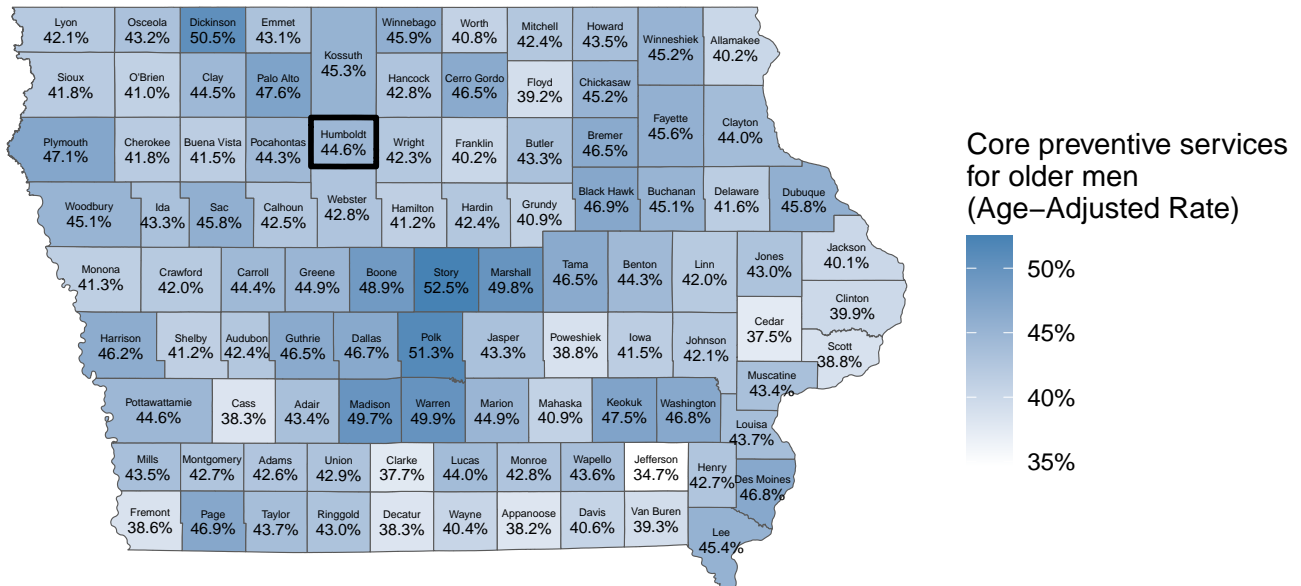 Lyon Osceola Dickinson Emmet Winnebago Worth Mitchell Howard
42.1% 43.2% 50.5% 43.1% 45.9% 40.8% 42.4% 43.5%
Winneshiek Allamakee
45.2% 40.2%
Kossuth
45.3%
Sioux O'Brien Clay Palo Alto Hancock Cerro Gordo Floyd Chickasaw
41.8% 41.0% 44.5% 47.6% 42.8% 46.5% 39.2% 45.2%
Fayette Clayton
45.6% 44.0%
Plymouth Cherokee Buena Vista Pocahontas Humboldt Wright Franklin Butler Bremer
47.1% 41.8% 41.5% 44.3% 44.6% 42.3% 40.2% 43.3% 46.5%
Woodbury Ida Sac Calhoun Webster Hamilton Hardin Grundy Black Hawk Buchanan Delaware Dubuque
45.1% 43.3% 45.8% 42.5% 42.8% 41.2% 42.4% 40.9% 46.9% 45.1% 41.6% 45.8%
Monona Crawford Carroll Greene Boone Story Marshall Tama Benton Linn Jones Jackson
41.3% 42.0% 44.4% 44.9% 48.9% 52.5% 49.8% 46.5% 44.3% 42.0% 43.0% 40.1%
Clinton
39.9%
Harrison Shelby Audubon Guthrie Dallas Polk Jasper Poweshiek Iowa Johnson Cedar Scott
46.2% 41.2% 42.4% 46.5% 46.7% 51.3% 43.3% 38.8% 41.5% 42.1% 37.5% 38.8%
Muscatine
43.4%
Pottawattamie Cass Adair Madison Warren Marion Mahaska Keokuk Washington Louisa
44.6% 38.3% 43.4% 49.7% 49.9% 44.9% 40.9% 47.5% 46.8% 43.7%
Mills Montgomery Adams Union Clarke Lucas Monroe Wapello Jefferson Henry Des Moines
43.5% 42.7% 42.6% 42.9% 37.7% 44.0% 42.8% 43.6% 34.7% 42.7% 46.8%
Fremont Page Taylor Ringgold Decatur Wayne Appanoose Davis Van Buren Lee
38.6% 46.9% 43.7% 43.0% 38.3% 40.4% 38.2% 40.6% 39.3% 45.4%
Core preventive services
for older men
(Age−Adjusted Rate)
50%
45%
40%
35%